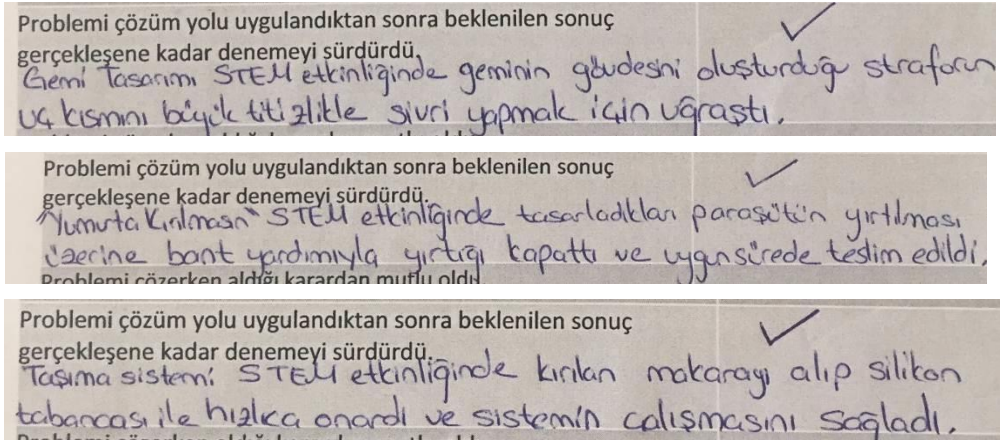 Problemi çözüm yolu uygulandıktan sonra beklenilen sonuç
gerçekleşene kadar denemeyi sürdürdü.
Gemi Tasarımı STEM etkinliğinde geminin gövdesini oluşturduğu straforun
uç kısmını büyük titizlikle sivri yapmak için uğraştı.
Problemi çözüm yolu uygulandıktan sonra beklenilen sonuç
gerçekleşene kadar denemeyi sürdürdü.
"Yumurta Kırılmasın" STEM etkinliğinde tasarladıkları paraşütün yırtılması
üzerine bant yardımıyla yırtığı kapattı ve uygun sürede teslim edildi.
Problemi çözerken aldığı karardan mutlu oldu
Problemi çözüm yolu uygulandıktan sonra beklenilen sonuç
gerçekleşene kadar denemeyi sürdürdü.
Taşıma sistemi STEM etkinliğinde kırılan makarayı alıp silikon
tabancası ile hızlıca onardı ve sistemin çalışmasını sağladı.